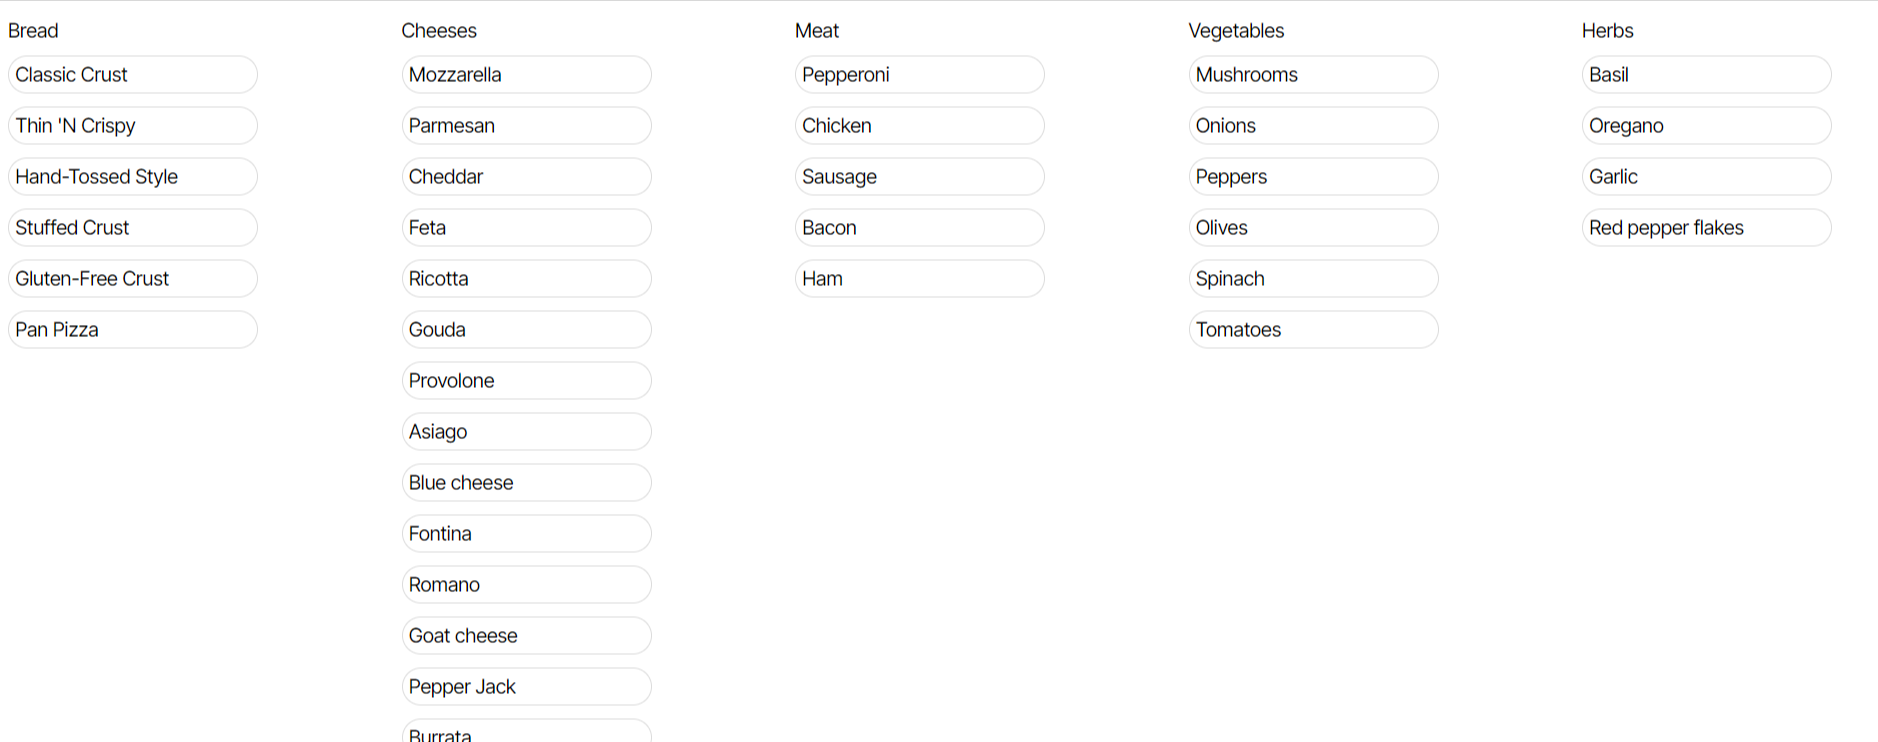 Bread
Classic Crust
Thin 'N Crispy
Hand-Tossed Style
Stuffed Crust
Gluten-Free Crust
Pan Pizza
Cheeses
Mozzarella
Parmesan
Cheddar
Feta
Ricotta
Gouda
Provolone
Asiago
Blue cheese
Fontina
Romano
Goat cheese
Pepper Jack
Burrata
Meat
Pepperoni
Chicken
Sausage
Bacon
Ham
Vegetables
Mushrooms
Onions
Peppers
Olives
Spinach
Tomatoes
Herbs
Basil
Oregano
Garlic
Red pepper flakes